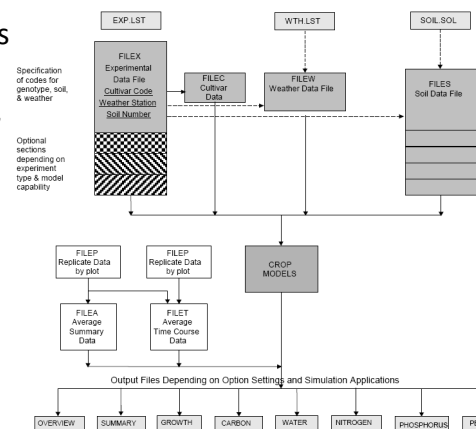 s
EXP.LST
WTH.LST
SOIL.SOL
Specification
of codes for
genotype, soil,
& weather
FILEX
Experimental
Data File
Cultivar Code
Weather Station
Soil Number
FILEC
Cultivar
Data
FILEW
Weather Data File
FILES
Soil Data File
Optional
sections
depending on
experiment
type & model
capability
FILEP
Replicate Data
by plot
FILEP
Replicate Data
by plot
CROP
MODELS
FILEA
Average
Summary
Data
FILET
Average
Time Course
Data
Output Files Depending on Option Settings and Simulation Applications
OVERVIEW
SUMMARY
GROWTH
CARBON
WATER
NITROGEN
PHOSPHORUS